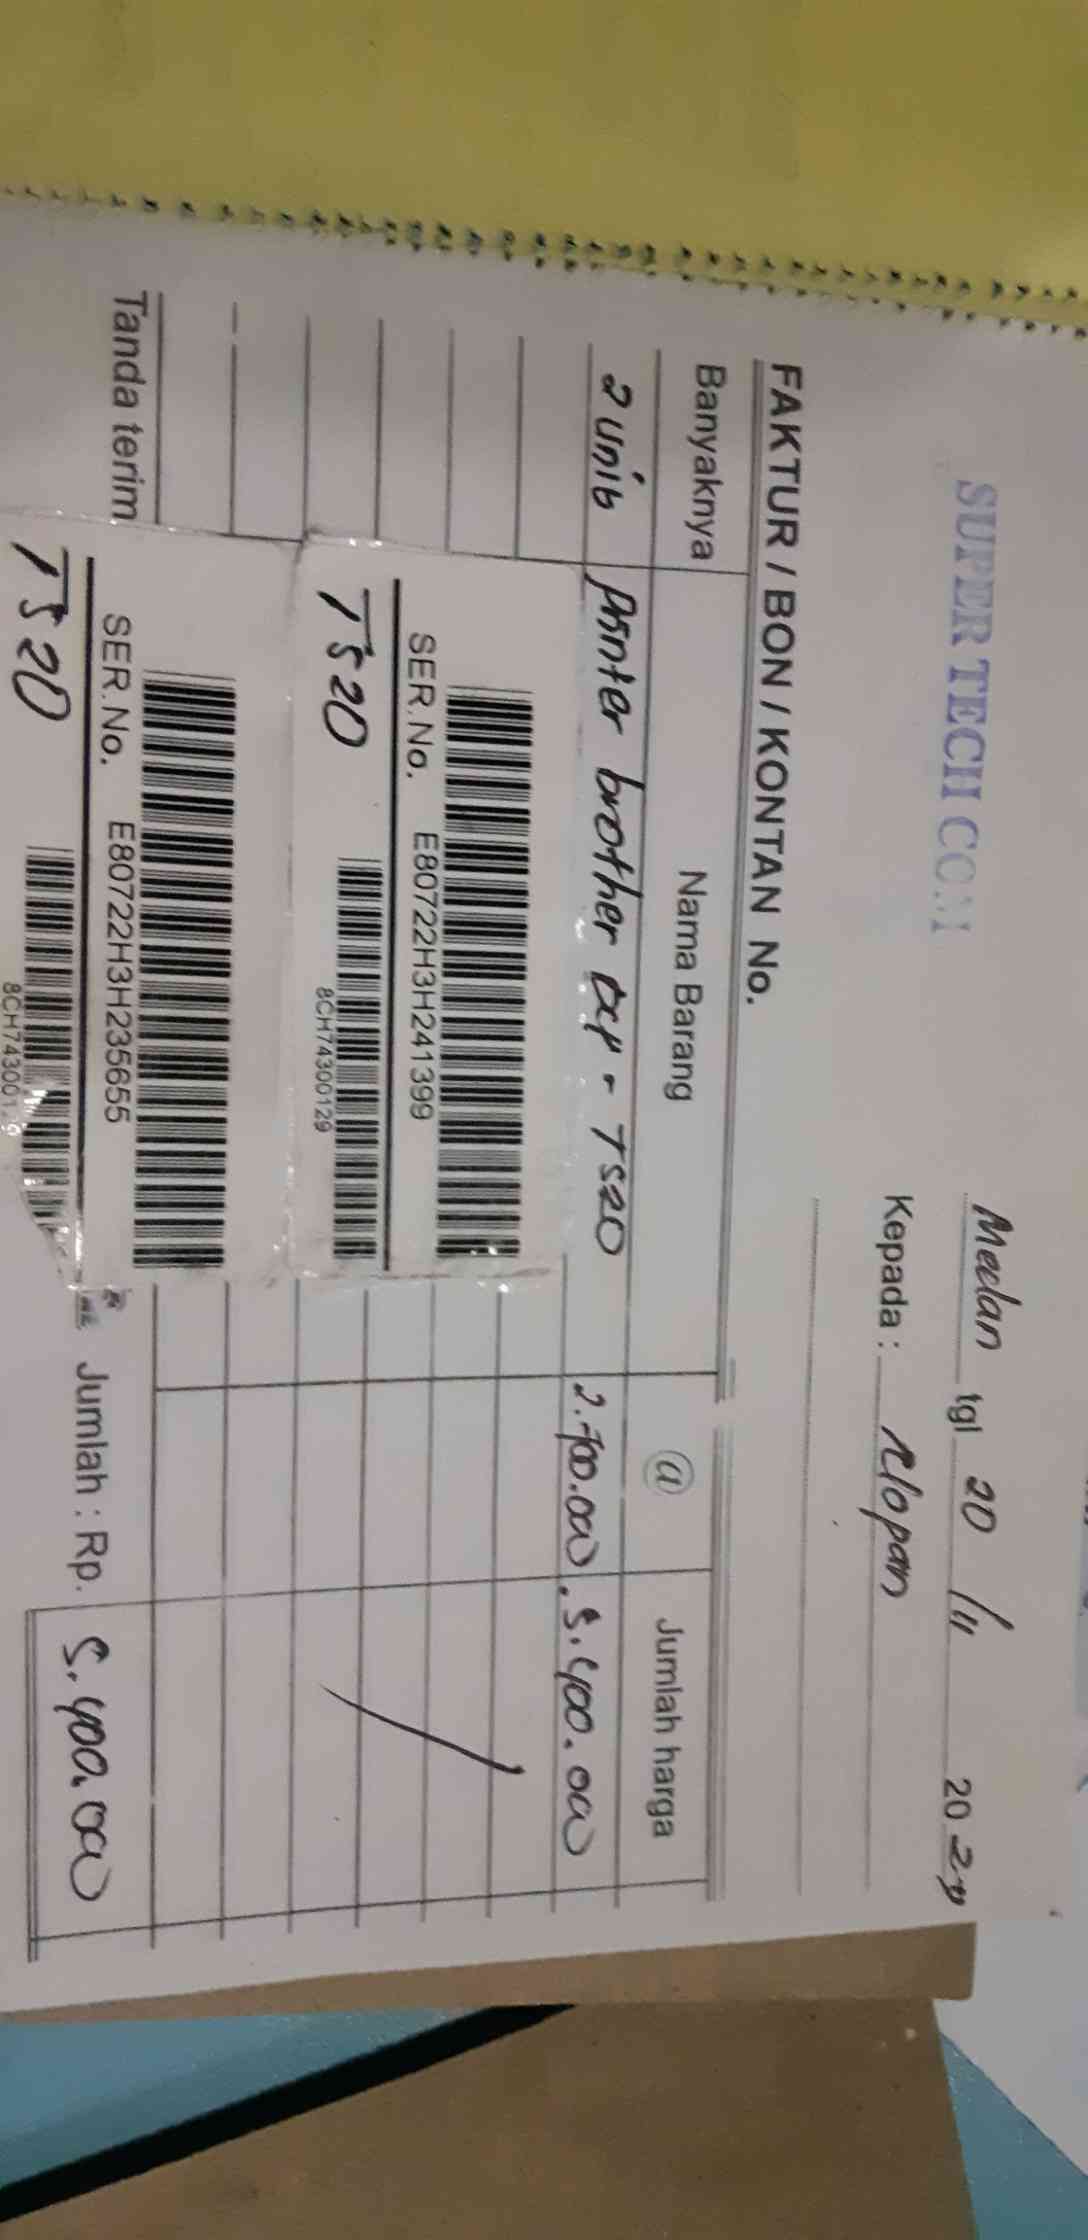 SUPER TECH COM
Medan tgl 20 / 11 20
Kepada : Klopan
FAKTUR / BON / KONTAN No.
Banyaknya Nama Barang @ Jumlah harga
2 unit Printer brother DCP - T520 2.700.000 . 5.400.000
SER. No. E80722H3H241399
T520
8CH74300129
SER. No. E80722H3H235655
T520
Tanda terim
Jumlah : Rp. 5.400.000